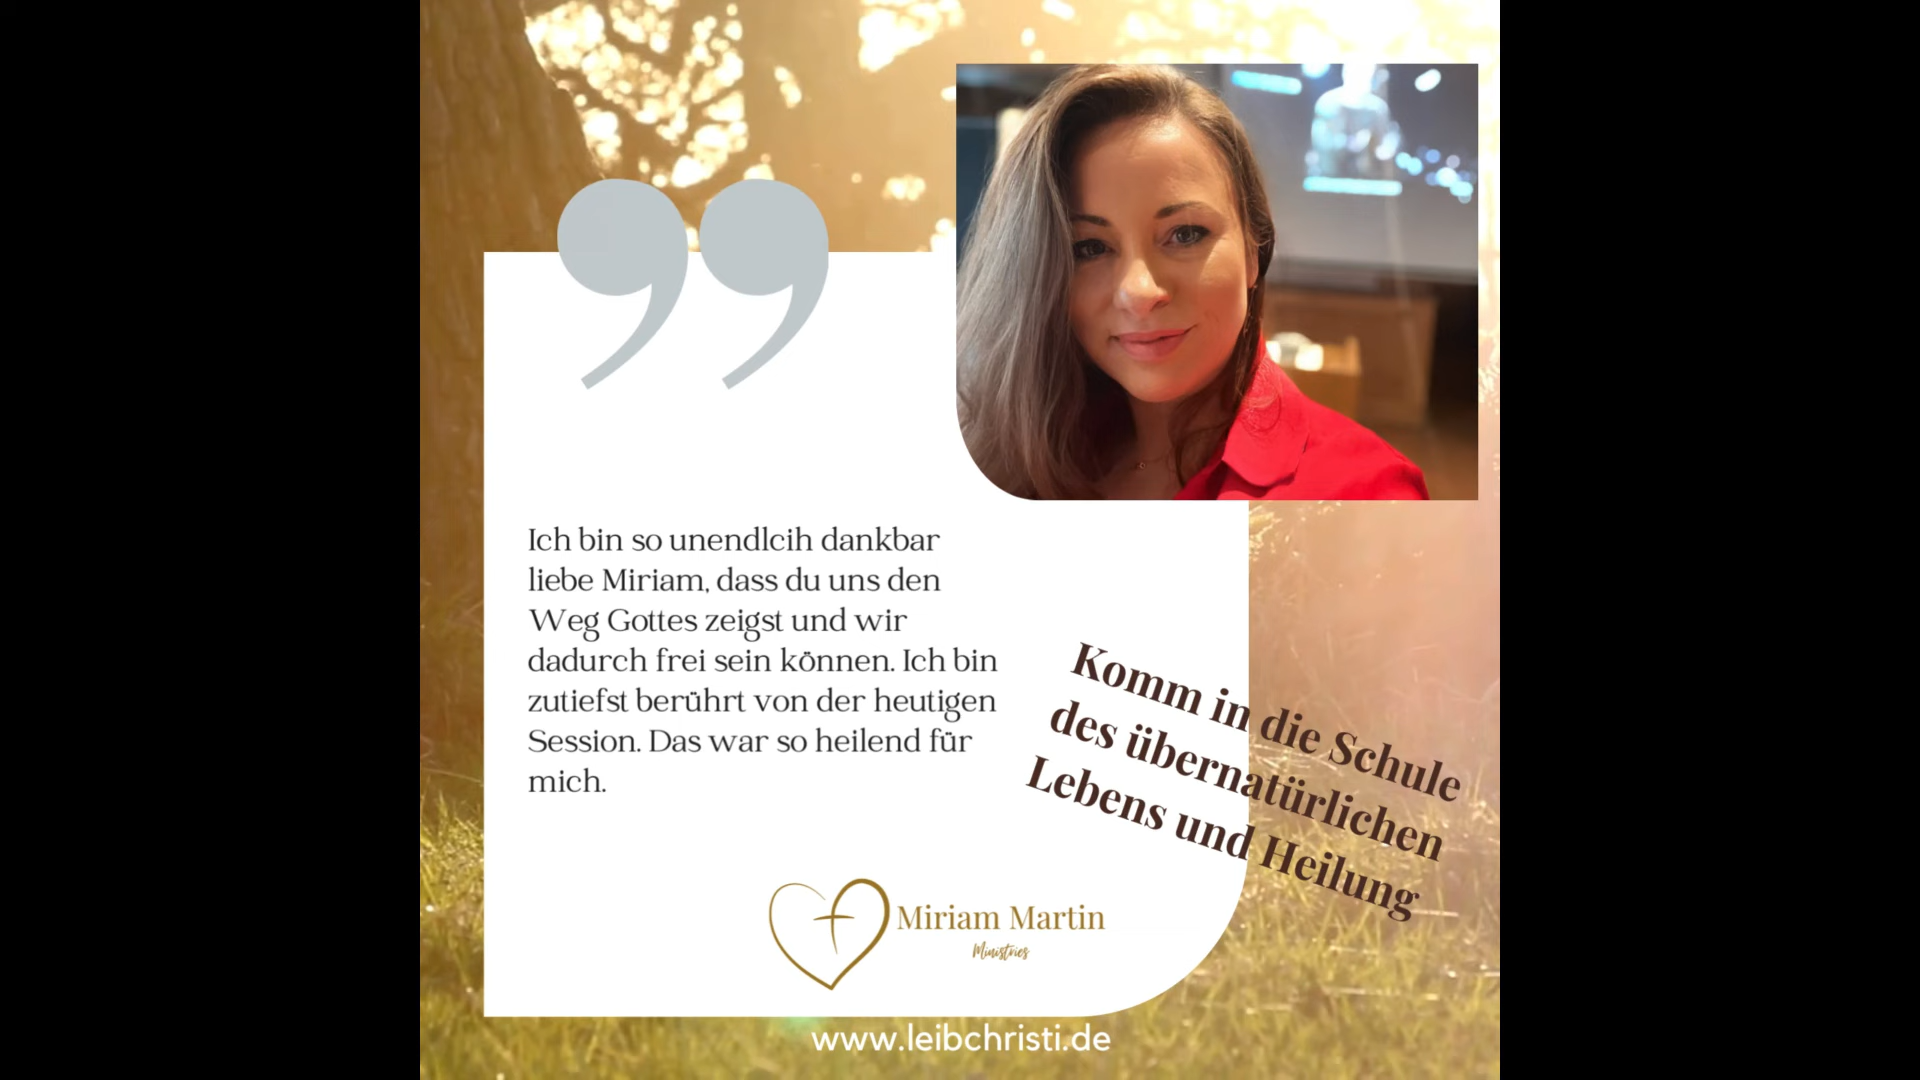 Ich bin so unendlcih dankbar
liebe Miriam, dass du uns den
Weg Gottes zeigst und wir
dadurch frei sein können. Ich bin
zutiefst berührt von der heutigen
Session. Das war so heilend für
mich.
Komm in die Schule
des übernatürlichen
Lebens und Heilung
Miriam Martin
Ministries
www.leibchristi.de